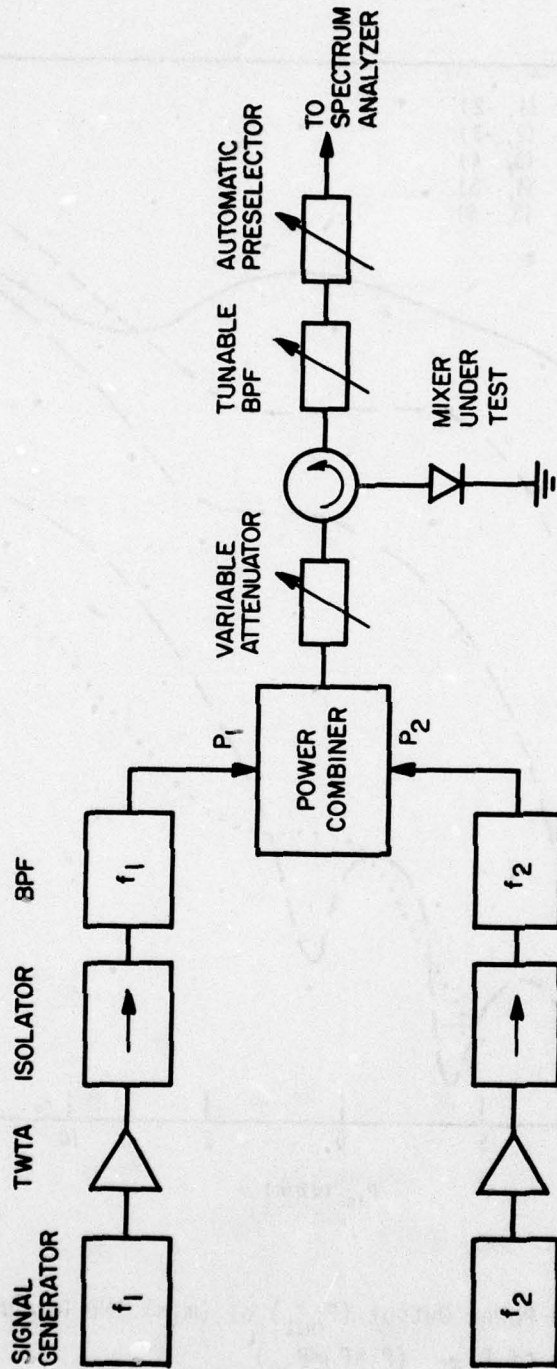 SIGNAL
GENERATOR
TWTA
ISOLATOR
BPF
f1
f1
P1
POWER
COMBINER
P2
f2
f2
VARIABLE
ATTENUATOR
TUNABLE
BPF
AUTOMATIC
PRESELECTOR
TO
SPECTRUM
ANALYZER
MIXER
UNDER
TEST